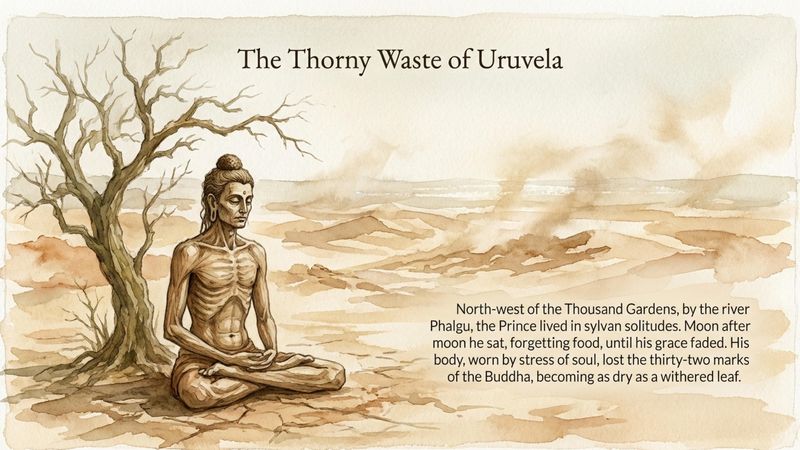 The Thorny Waste of Uruvela
North-west of the Thousand Gardens, by the river
Phalgu, the Prince lived in sylvan solitudes. Moon after
moon he sat, forgetting food, until his grace faded. His
body, worn by stress of soul, lost the thirty-two marks
of the Buddha, becoming as dry as a withered leaf.